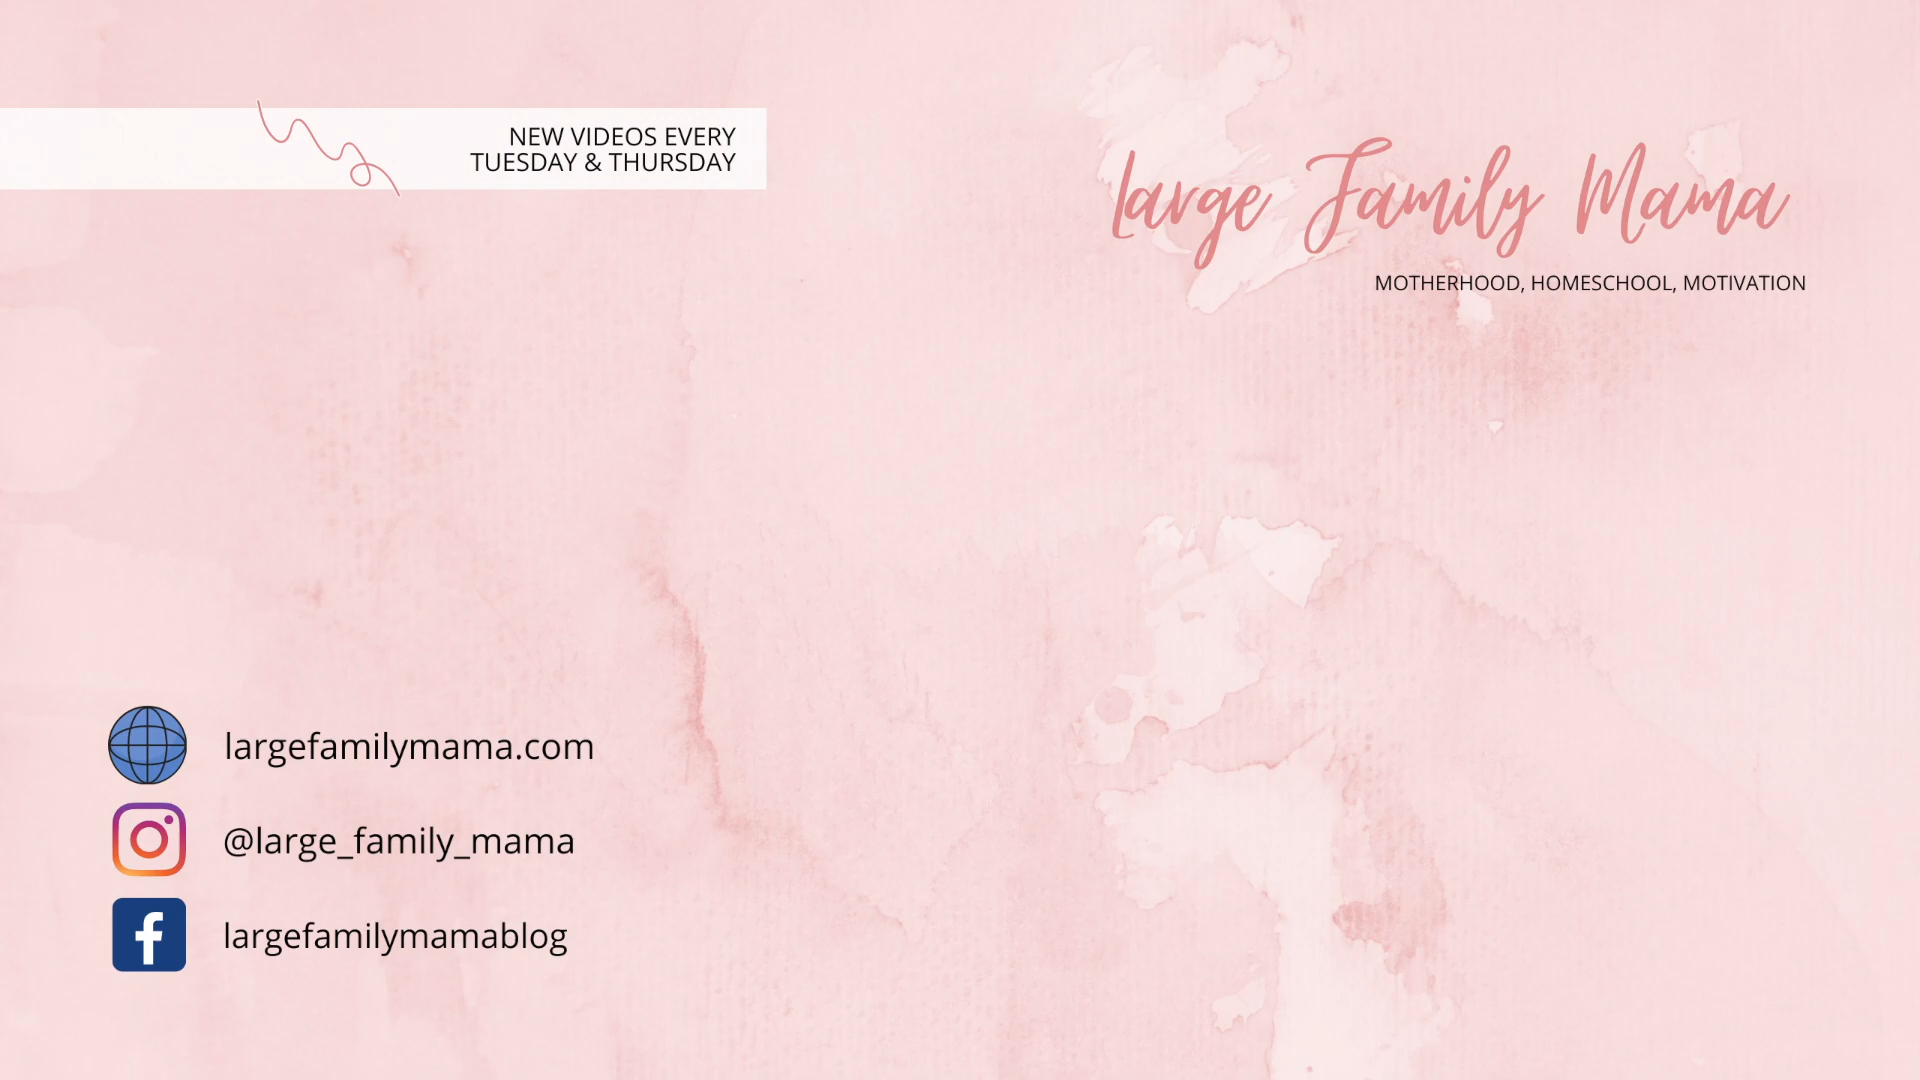 NEW VIDEOS EVERY
TUESDAY & THURSDAY
Large Family Mama
MOTHERHOOD, HOMESCHOOL, MOTIVATION
largefamilymama.com
@large_family_mama
largefamilymamablog